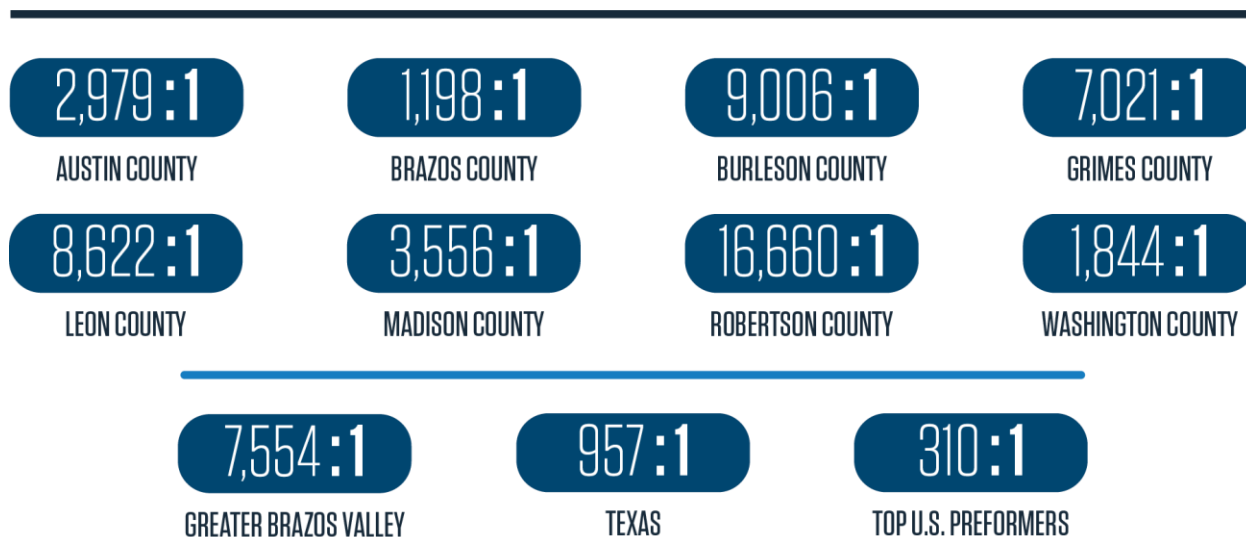 2,979:1 1,198:1 9,006:1 7,021:1
AUSTIN COUNTY BRAZOS COUNTY BURLESON COUNTY GRIMES COUNTY
8,622:1 3,556:1 16,660:1 1,844:1
LEON COUNTY MADISON COUNTY ROBERTSON COUNTY WASHINGTON COUNTY
7,554:1 957:1 310:1
GREATER BRAZOS VALLEY TEXAS TOP U.S. PREFORMERS